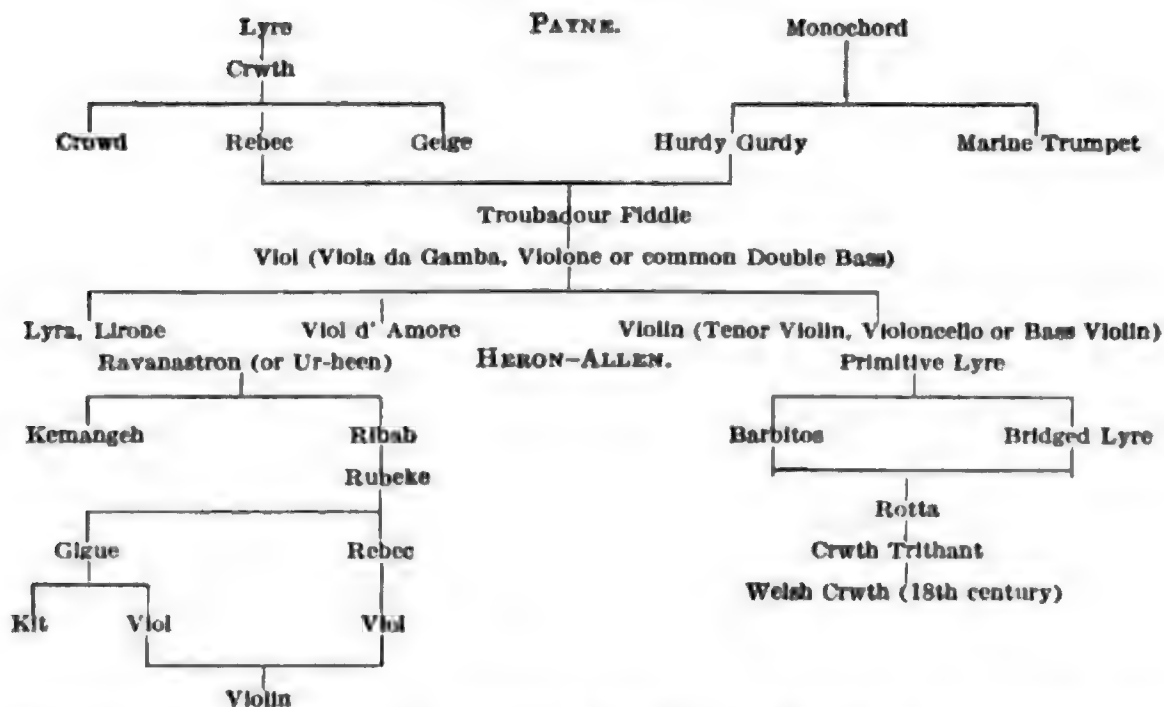 Lyre PAYNE. Monochord
Crwth
Crowd Rebec Geige Hurdy Gurdy Marine Trumpet
Troubadour Fiddle
Viol (Viola da Gamba, Violone or common Double Bass)
Lyra, Lirone Viol d' Amore Violin (Tenor Violin, Violoncello or Bass Violin)
Ravanastron (or Ur-heen) HERON-ALLEN. Primitive Lyre
Kemangeh Ribab Barbitos Bridged Lyre
Rubeke
Rotta
Gigue Rebec Crwth Trithant
Welsh Crwth (18th century)
Kit Viol Viol
Violin